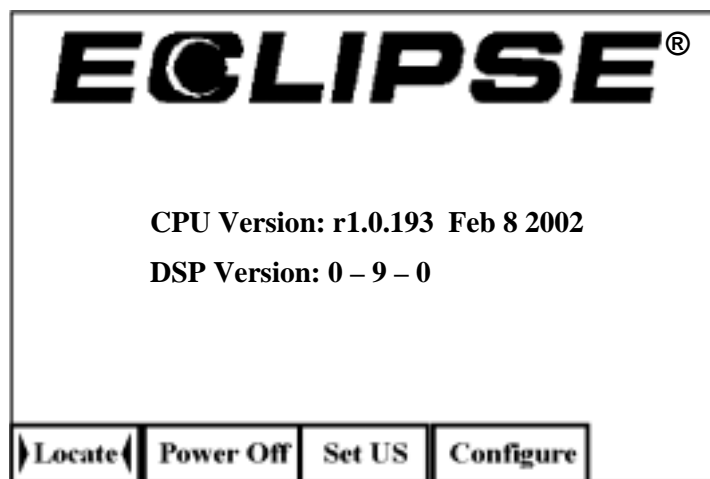 ECLIPSE®
CPU Version: r1.0.193 Feb 8 2002
DSP Version: 0 – 9 – 0
Locate Power Off Set US Configure